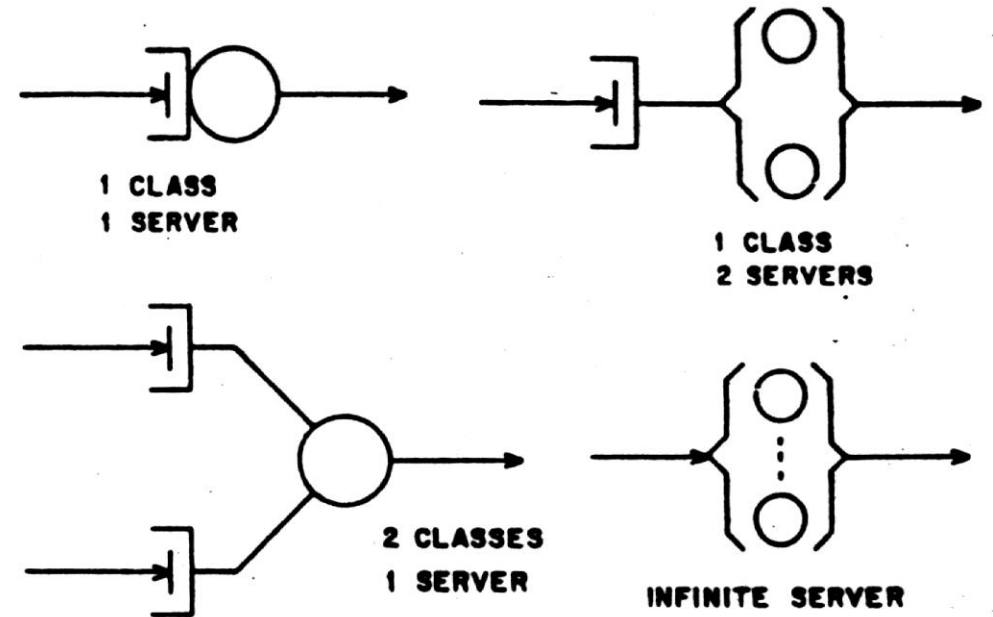 1 CLASS
1 SERVER
1 CLASS
2 SERVERS
2 CLASSES
1 SERVER
INFINITE SERVER